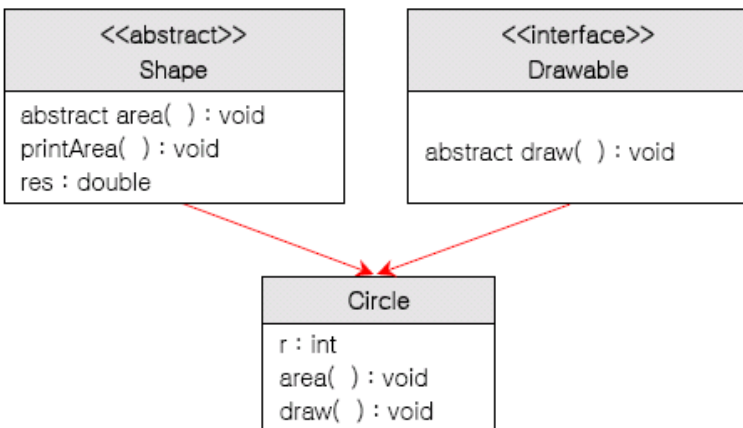 <<abstract>>
Shape
abstract area( ) : void
printArea( ) : void
res : double
<<interface>>
Drawable
abstract draw( ) : void
Circle
r : int
area( ) : void
draw( ) : void